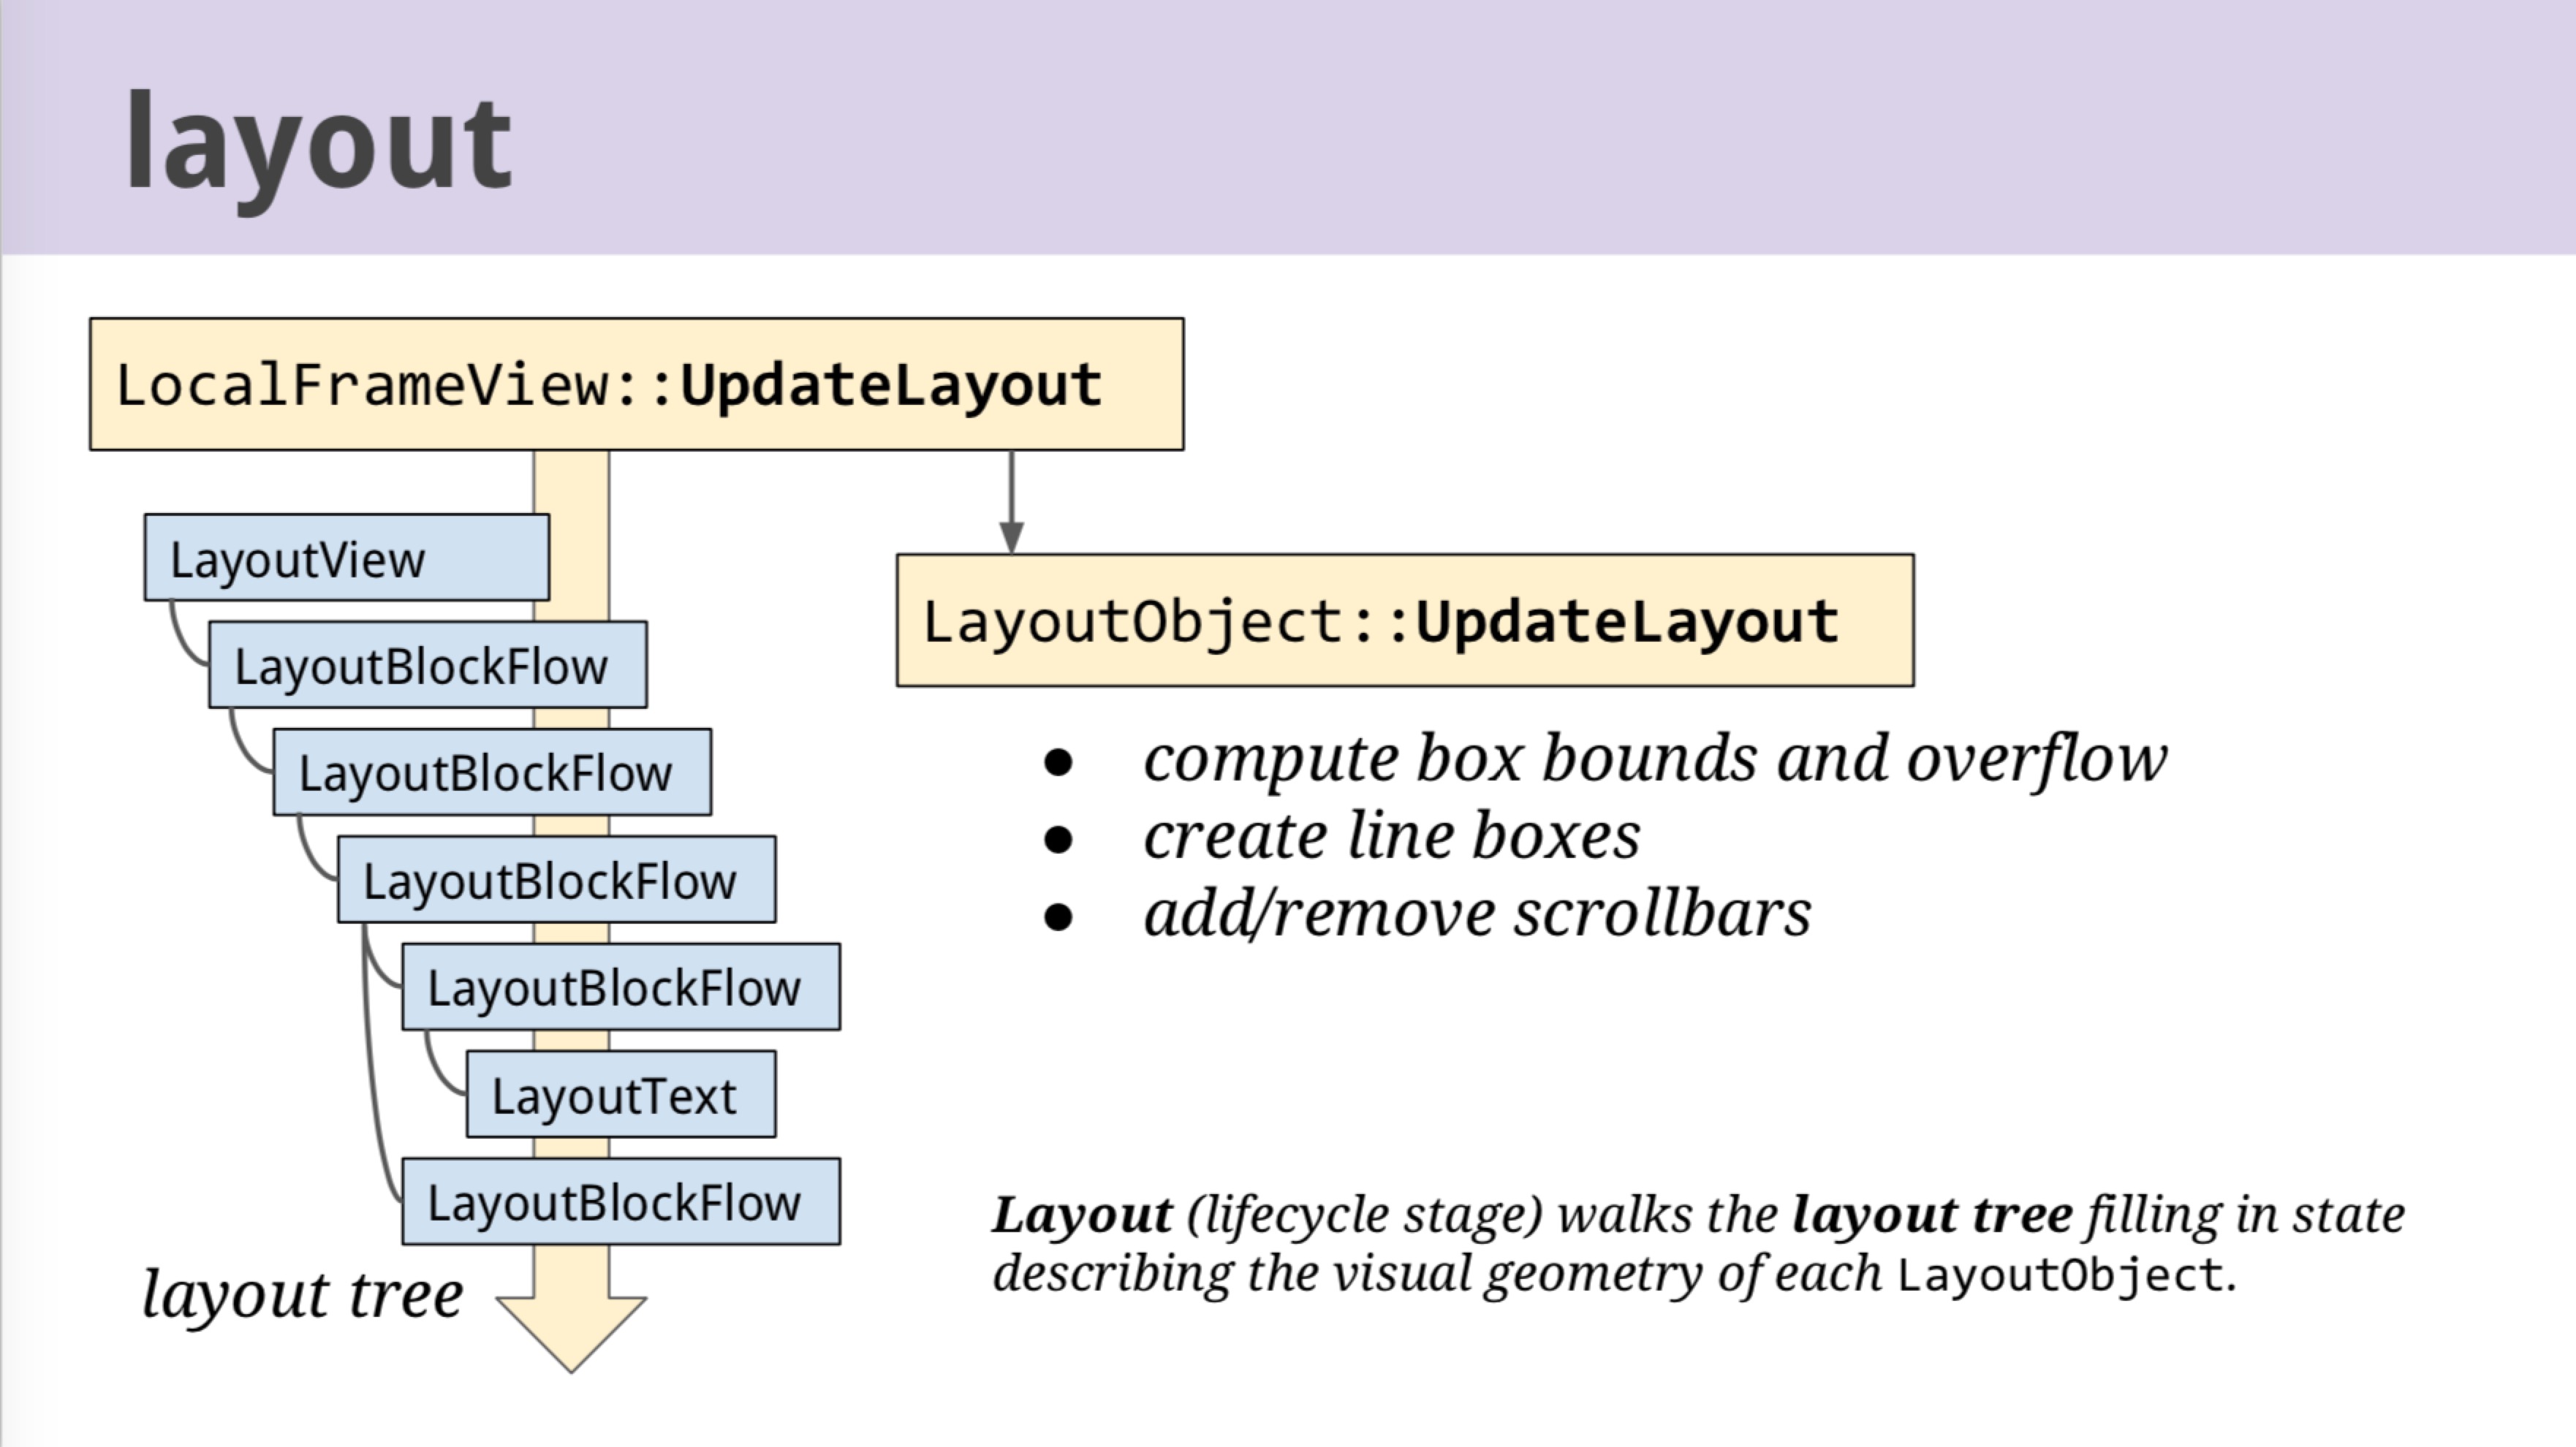 layout
LocalFrameView::UpdateLayout
LayoutView
LayoutBlockFlow
LayoutBlockFlow
LayoutBlockFlow
LayoutBlockFlow
LayoutText
LayoutBlockFlow
layout tree
LayoutObject::UpdateLayout
● compute box bounds and overflow
● create line boxes
● add/remove scrollbars
Layout (lifecycle stage) walks the layout tree filling in state
describing the visual geometry of each LayoutObject.